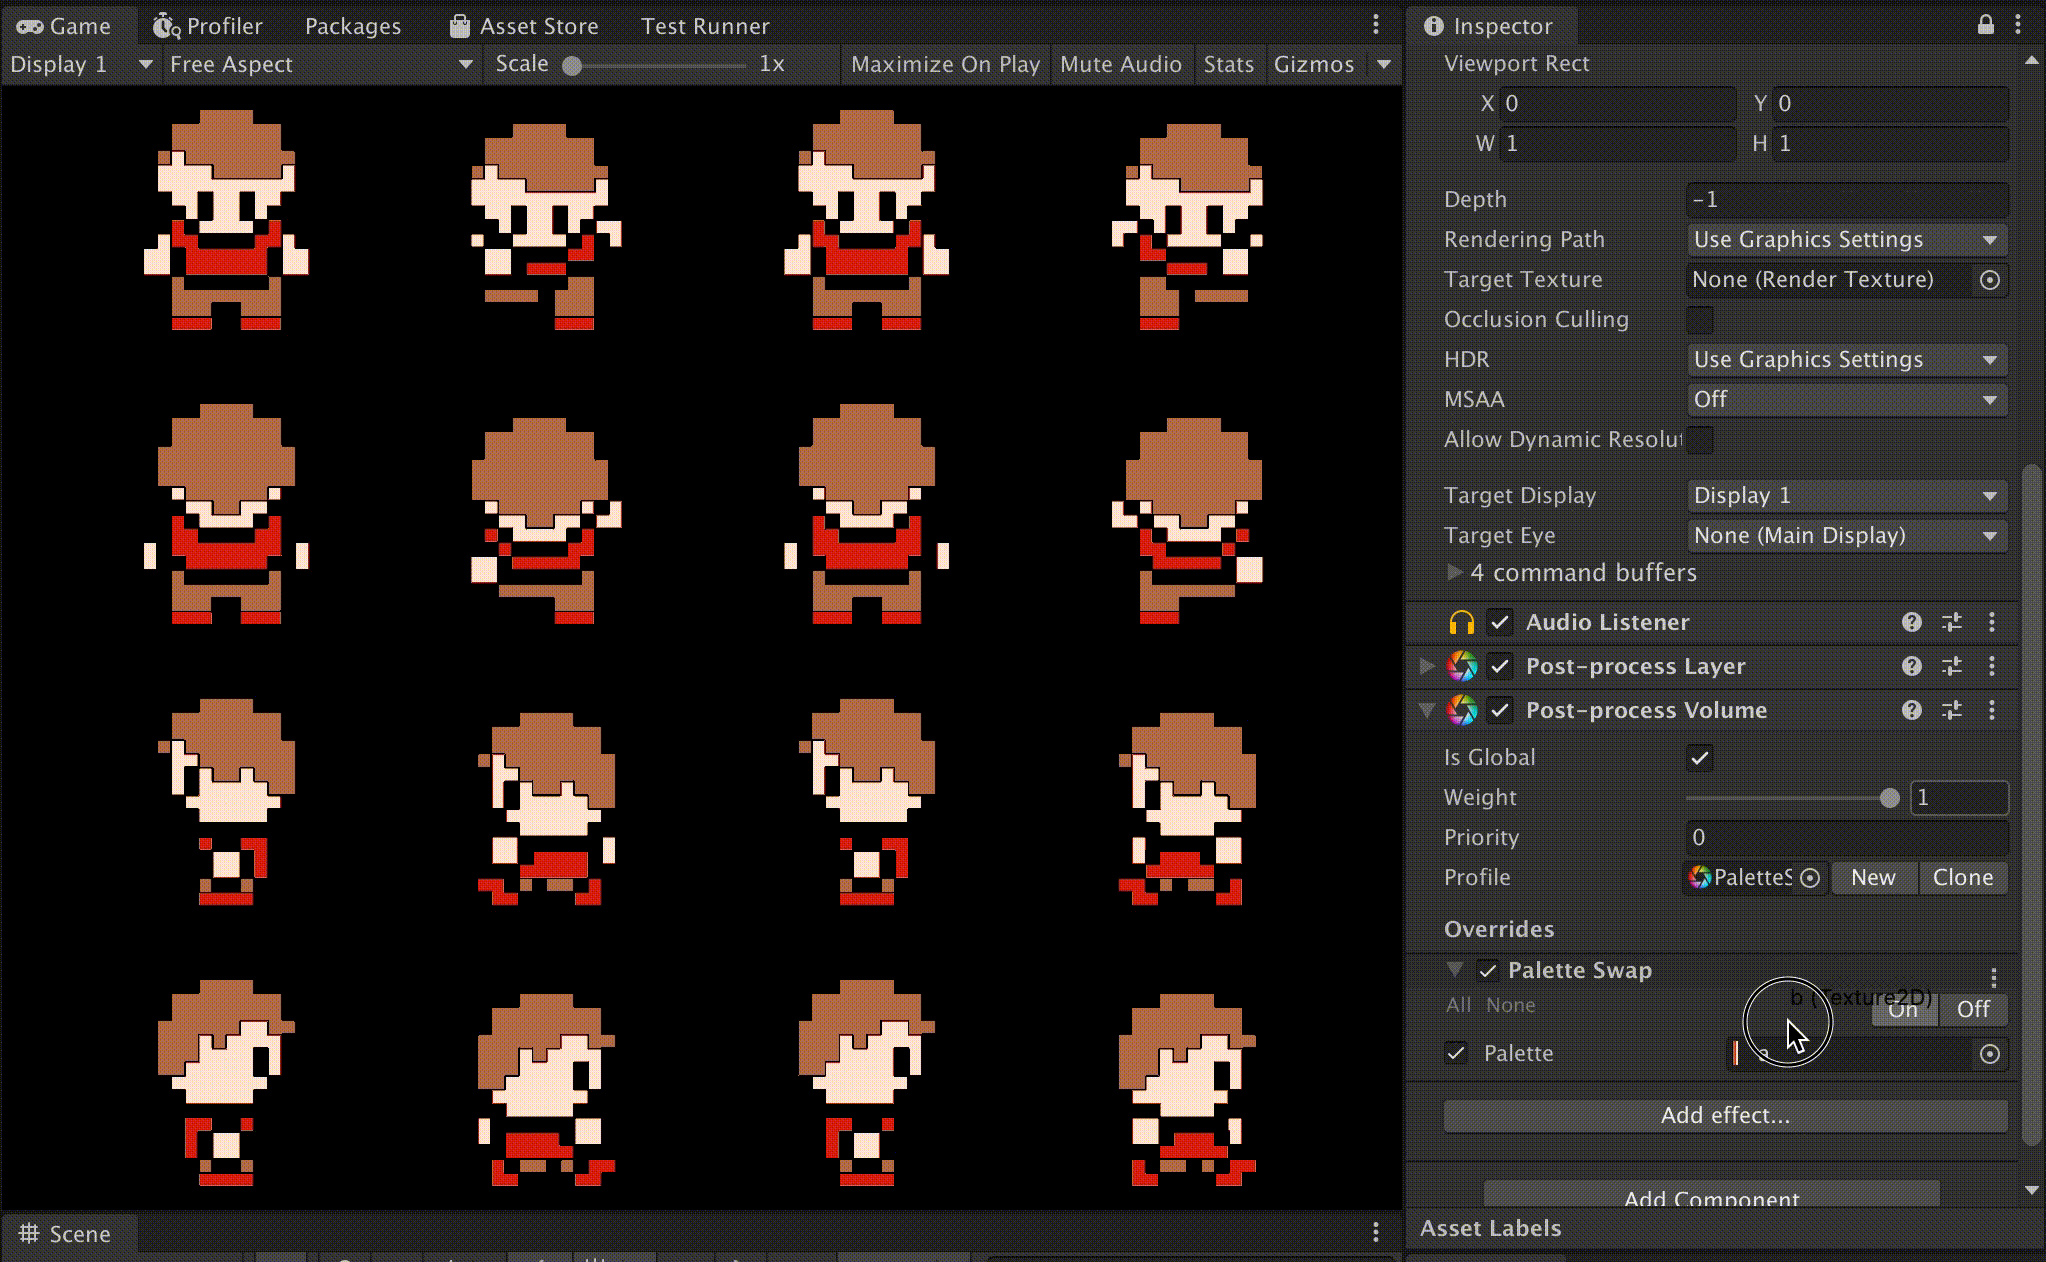 Game Profiler Packages Asset Store Test Runner
Display 1 Free Aspect Scale 1x Maximize On Play Mute Audio Stats Gizmos
Scene
Inspector
Viewport Rect
X 0 Y 0
W 1 H 1
Depth -1
Rendering Path Use Graphics Settings
Target Texture None (Render Texture)
Occlusion Culling
HDR Use Graphics Settings
MSAA Off
Allow Dynamic Resolut
Target Display Display 1
Target Eye None (Main Display)
4 command buffers
Audio Listener
Post-process Layer
Post-process Volume
Is Global
Weight 1
Priority 0
Profile PaletteS New Clone
Overrides
Palette Swap
b (Texture2D)
All None On Off
Palette
Add effect...
Add Component
Asset Labels